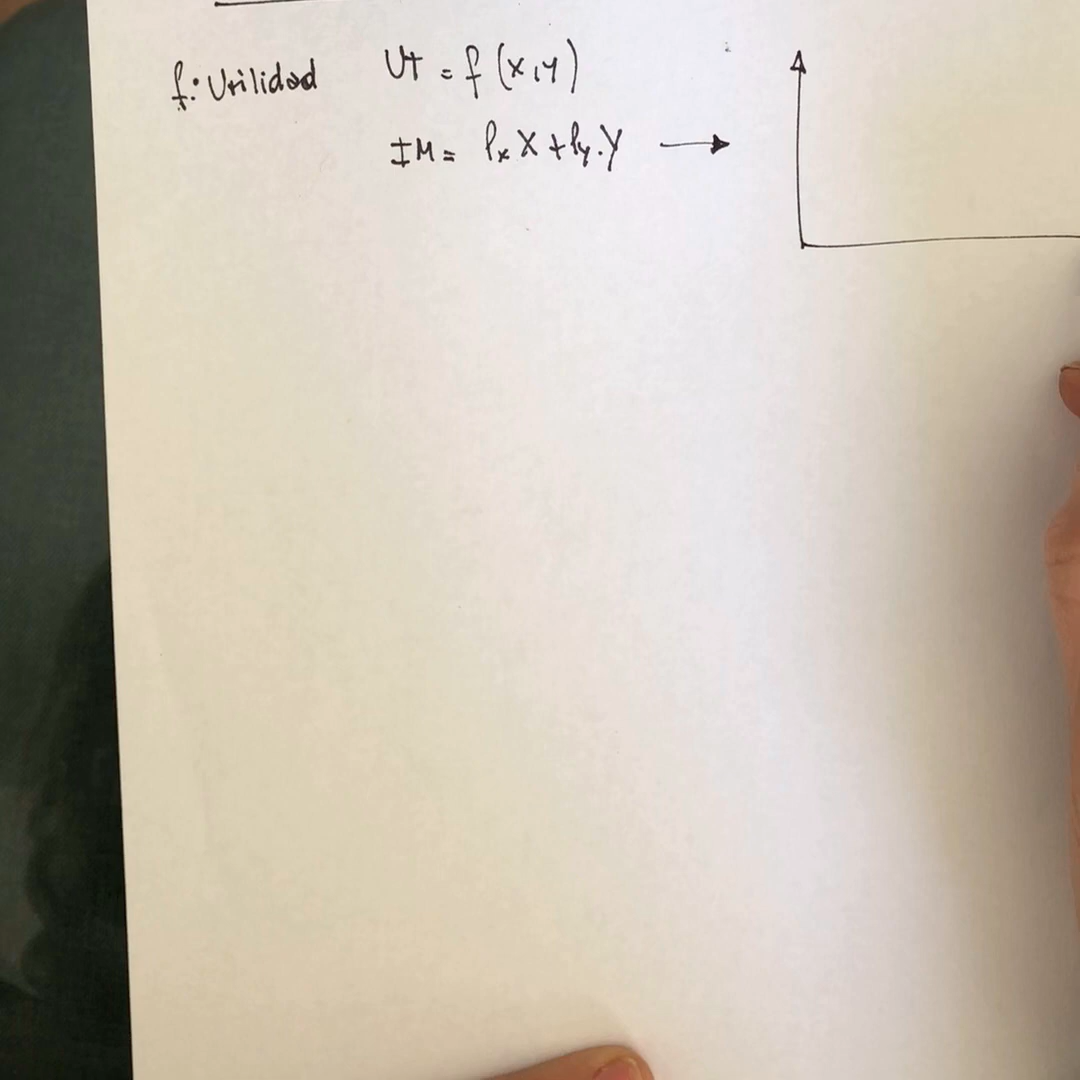 f: Utilidad Ut = f (x,y)
IM = Px X + Py . Y